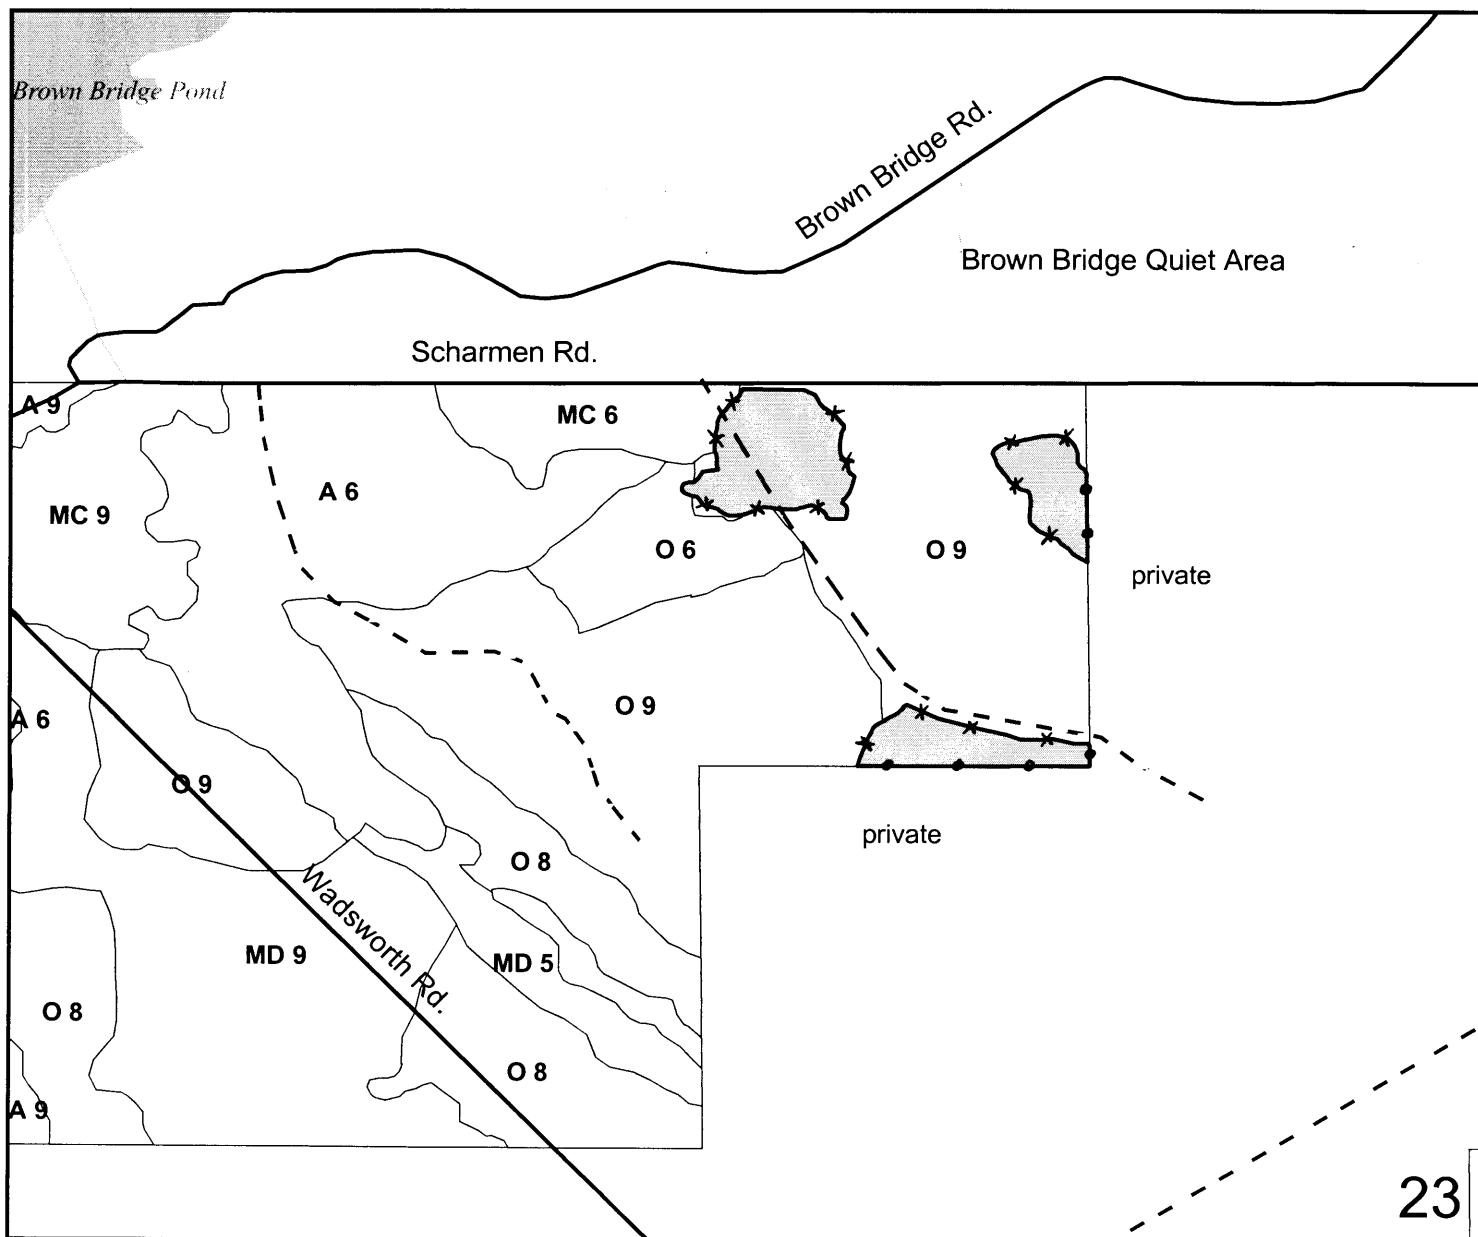 Brown Bridge Pond
Brown Bridge Rd.
Brown Bridge Quiet Area
Scharmen Rd.
A 9
MC 6
A 6
MC 9
O 6
O 9
private
O 9
A 6
O 9
private
O 8
Wadsworth Rd.
MD 9
MD 5
O 8
O 8
A 9
23